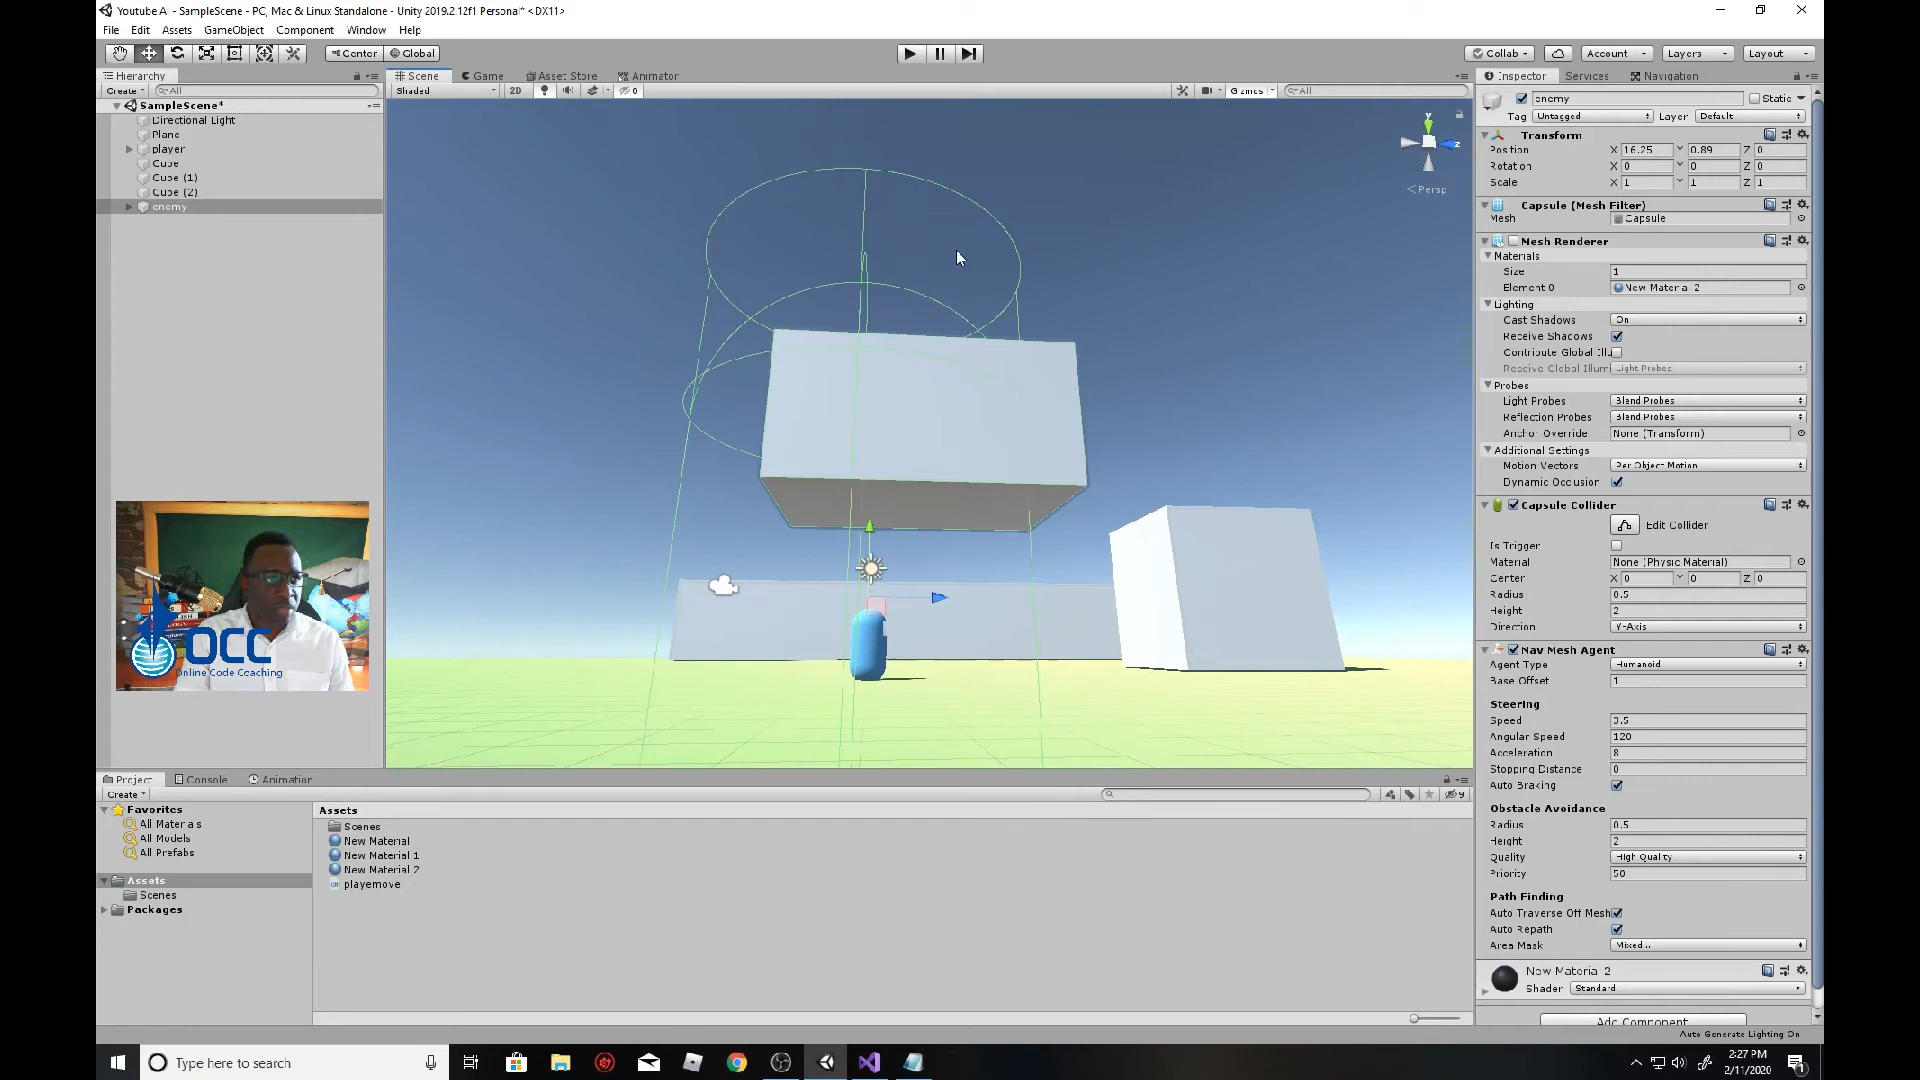 Youtube AI - SampleScene - PC, Mac & Linux Standalone - Unity 2019.2.12f1 Personal* <DX11>
File Edit Assets GameObject Component Window Help
Center Global Collab Account Layers Layout
Hierarchy Scene Game Asset Store Animator Inspector Services Navigation
Create All Shaded 2D 0 Gizmos All
SampleScene*
Directional Light
Plane
player
Cube
Cube (1)
Cube (2)
enemy
y
z
Persp
OCC
Online Code Coaching
enemy Static
Tag Untagged Layer Default
Transform
Position X 16.25 Y 0.89 Z 0
Rotation X 0 Y 0 Z 0
Scale X 1 Y 1 Z 1
Capsule (Mesh Filter)
Mesh Capsule
Mesh Renderer
Materials
Size 1
Element 0 New Material 2
Lighting
Cast Shadows On
Receive Shadows
Contribute Global Illu
Receive Global Illumi Light Probes
Probes
Light Probes Blend Probes
Reflection Probes Blend Probes
Anchor Override None (Transform)
Additional Settings
Motion Vectors Per Object Motion
Dynamic Occlusion
Capsule Collider
Edit Collider
Is Trigger
Material None (Physic Material)
Center X 0 Y 0 Z 0
Radius 0.5
Height 2
Direction Y-Axis
Nav Mesh Agent
Agent Type Humanoid
Base Offset 1
Steering
Speed 3.5
Angular Speed 120
Acceleration 8
Stopping Distance 0
Auto Braking
Obstacle Avoidance
Radius 0.5
Height 2
Quality High Quality
Priority 50
Path Finding
Auto Traverse Off Mesh
Auto Repath
Area Mask Mixed...
New Material 2
Shader Standard
Add Component
Auto Generate Lighting On
Project Console Animation
Create 9
Favorites
All Materials
All Models
All Prefabs
Assets
Scenes
Packages
Assets
Scenes
New Material
New Material 1
New Material 2
playemove
Type here to search
2:27 PM
2/11/2020
1